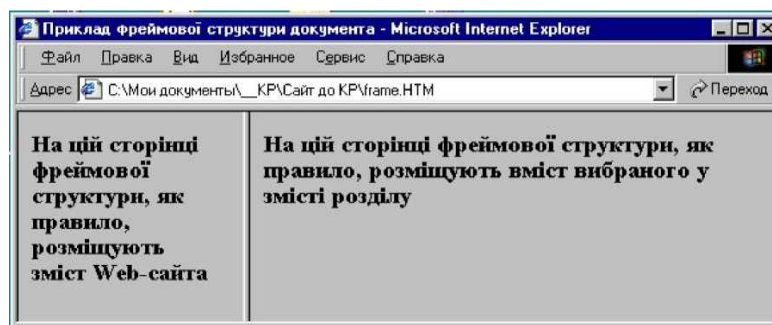 Приклад фреймової структури документа - Microsoft Internet Explorer
Файл Правка Вид Избранное Сервис Справка
Адрес C:\Мои документы\__КР\Сайт до КР\frame.HTM Переход
На цій сторінці
фреймової
структури, як
правило,
розміщують
зміст Web-сайта
На цій сторінці фреймової структури, як
правило, розміщують вміст вибраного у
змісті розділу